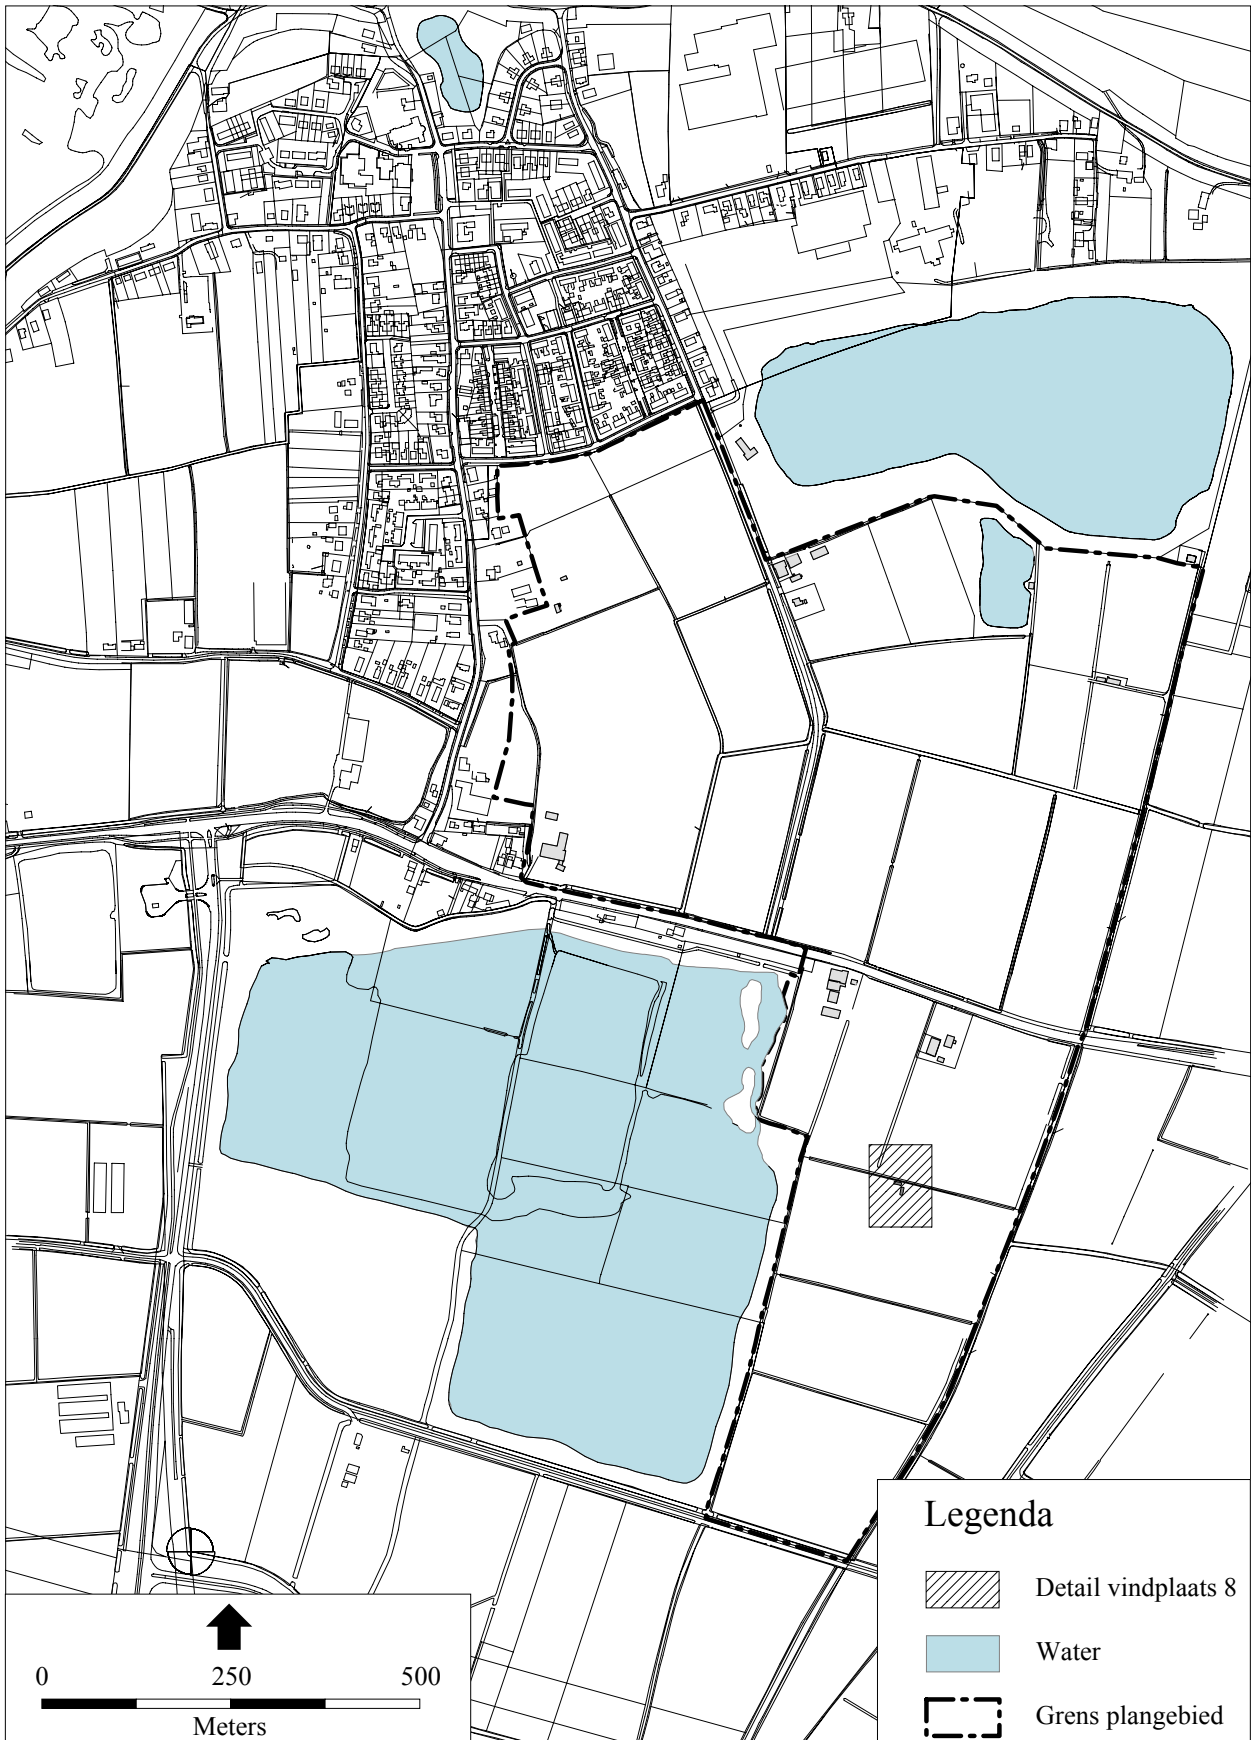 Legenda
Detail vindplaats 8
Water
Grens plangebied
0 250 500
Meters